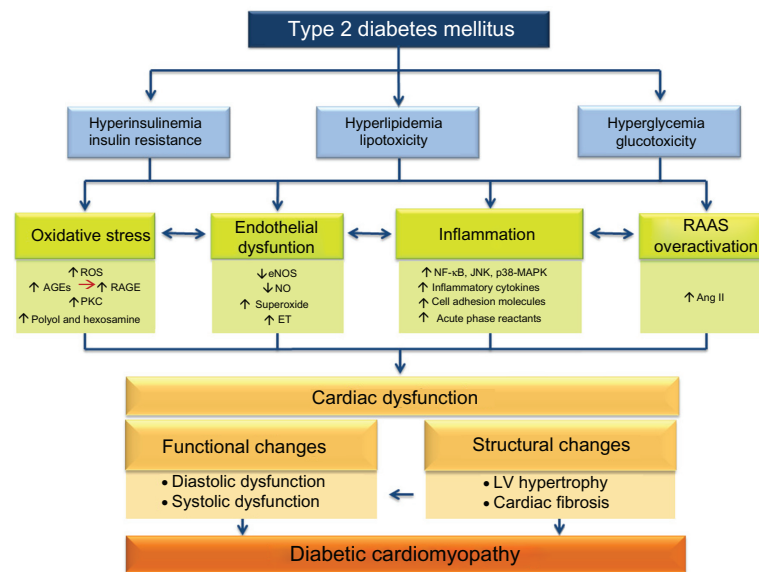 Type 2 diabetes mellitus
Hyperinsulinemia
insulin resistance
Hyperlipidemia
lipotoxicity
Hyperglycemia
glucotoxicity
Oxidative stress
↑ ROS
↑ AGEs → ↑ RAGE
↑ PKC
↑ Polyol and hexosamine
Endothelial
dysfuntion
↓ eNOS
↓ NO
↑ Superoxide
↑ ET
Inflammation
↑ NF-κB, JNK, p38-MAPK
↑ Inflammatory cytokines
↑ Cell adhesion molecules
↑ Acute phase reactants
RAAS
overactivation
↑ Ang II
Cardiac dysfunction
Functional changes
• Diastolic dysfunction
• Systolic dysfunction
Structural changes
• LV hypertrophy
• Cardiac fibrosis
Diabetic cardiomyopathy